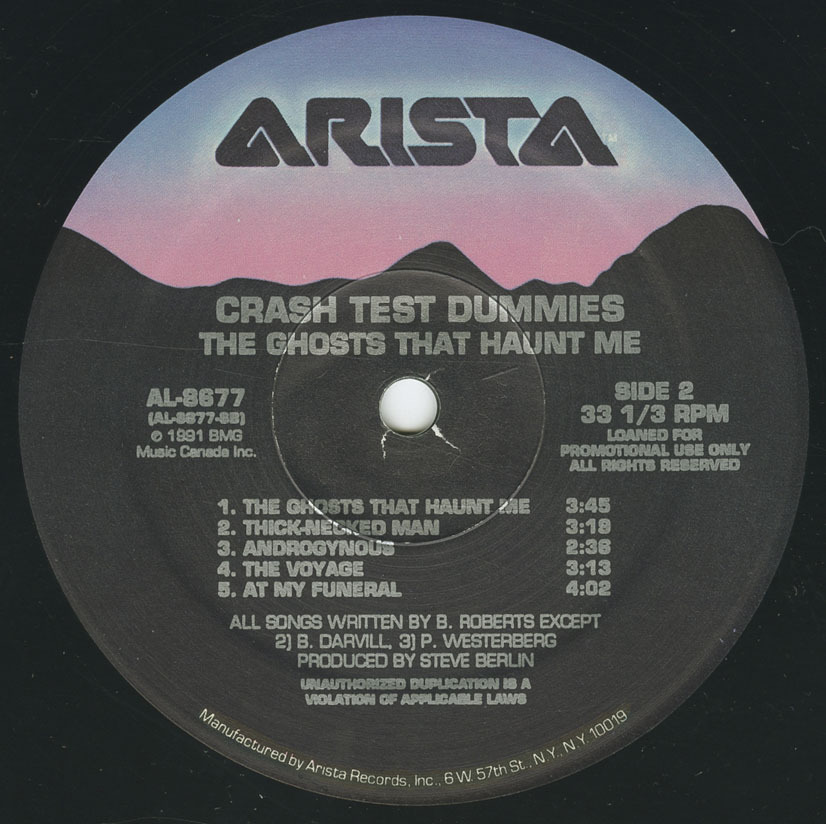 ARISTA™
CRASH TEST DUMMIES
THE GHOSTS THAT HAUNT ME
AL-8677
(AL-8677-SB)
℗ 1991 BMG
Music Canada Inc.
SIDE 2
33 1/3 RPM
LOANED FOR
PROMOTIONAL USE ONLY
ALL RIGHTS RESERVED
1. THE GHOSTS THAT HAUNT ME 3:45
2. THICK-NECKED MAN 3:19
3. ANDROGYNOUS 2:36
4. THE VOYAGE 3:13
5. AT MY FUNERAL 4:02
ALL SONGS WRITTEN BY B. ROBERTS EXCEPT
2) B. DARVILL, 3) P. WESTERBERG
PRODUCED BY STEVE BERLIN
UNAUTHORIZED DUPLICATION IS A
VIOLATION OF APPLICABLE LAWS
Manufactured by Arista Records, Inc., 6 W. 57th St., N.Y., N.Y. 10019